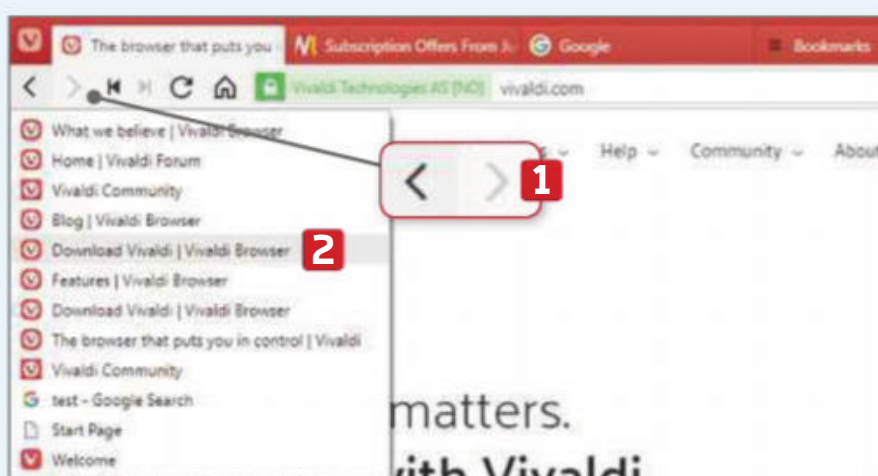 The browser that puts you
Subscription Offers From J
Google
Bookmarks
Vivaldi Technologies AS [NO]
vivaldi.com
What we believe | Vivaldi Browser
Home | Vivaldi Forum
Vivaldi Community
Blog | Vivaldi Browser
Download Vivaldi | Vivaldi Browser
Features | Vivaldi Browser
Download Vivaldi | Vivaldi Browser
The browser that puts you in control | Vivaldi
Vivaldi Community
test - Google Search
Start Page
Welcome
1
2
s
Help
Community
About
matters.
with Vivaldi